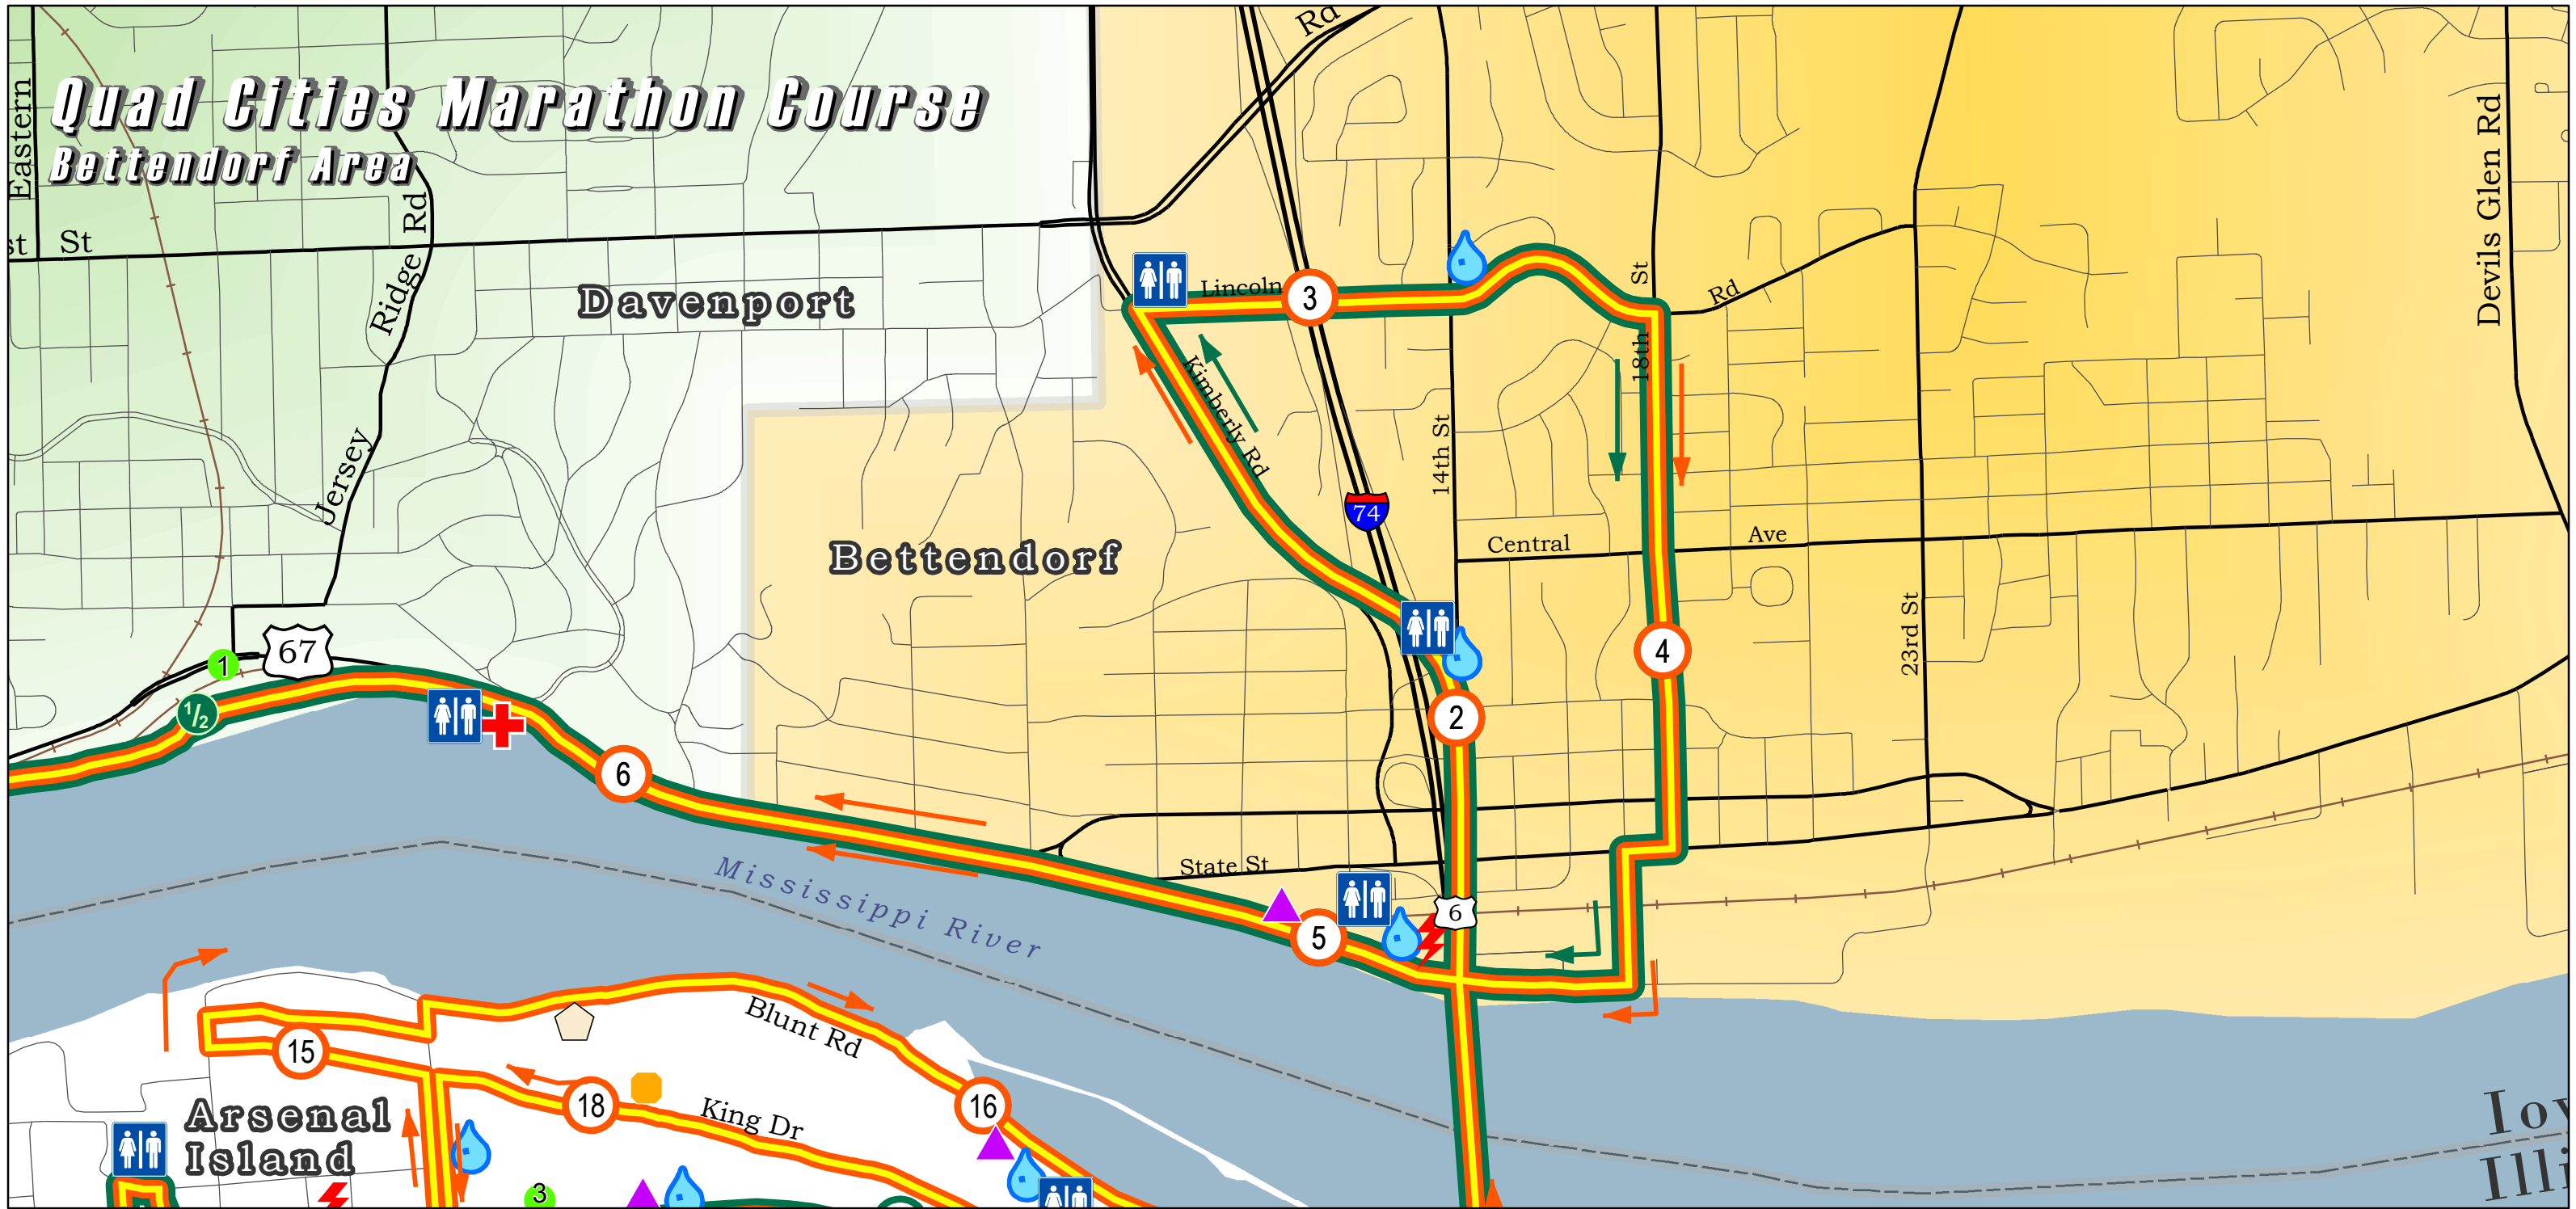 Quad Cities Marathon Course
Bettendorf Area
Eastern
st St
Ridge Rd
Jersey
Rd
Davenport
Lincoln
3
St
18th
Rd
Devils Glen Rd
Kimberly Rd
14th St
74
Bettendorf
Central Ave
23rd St
1
67
1/2
6
2
4
State St
5
6
Mississippi River
Blunt Rd
15
18
16
King Dr
Arsenal
Island
3